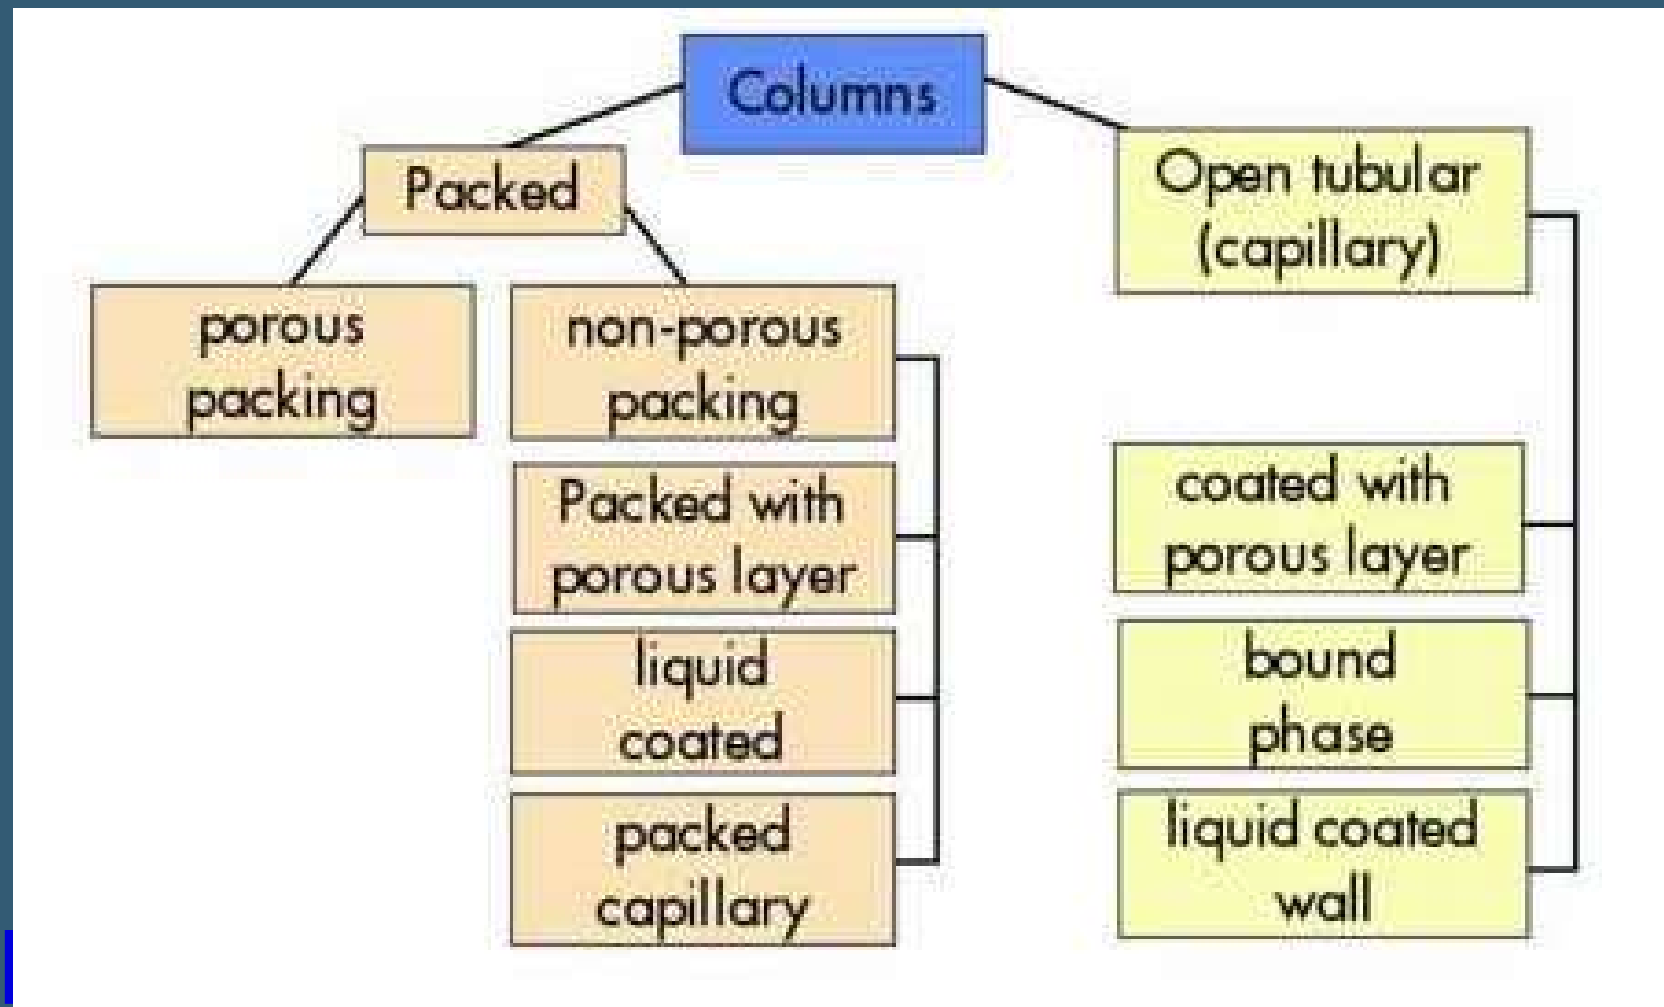 Columns
Packed
Open tubular
(capillary)
porous
packing
non-porous
packing
Packed with
porous layer
liquid
coated
packed
capillary
coated with
porous layer
bound
phase
liquid coated
wall